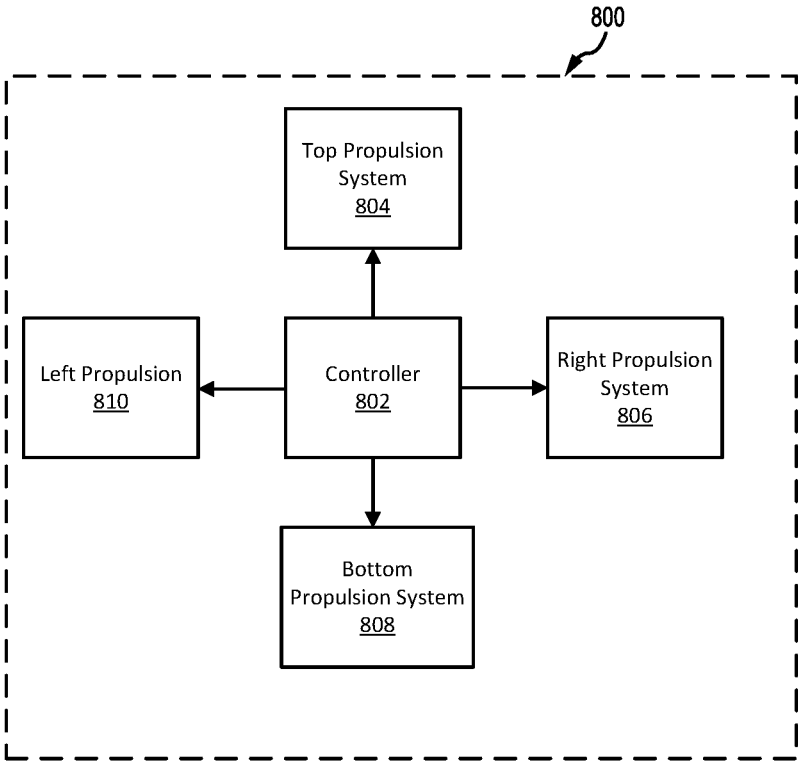 800
Top Propulsion
System
804
Left Propulsion
810
Controller
802
Right Propulsion
System
806
Bottom
Propulsion System
808